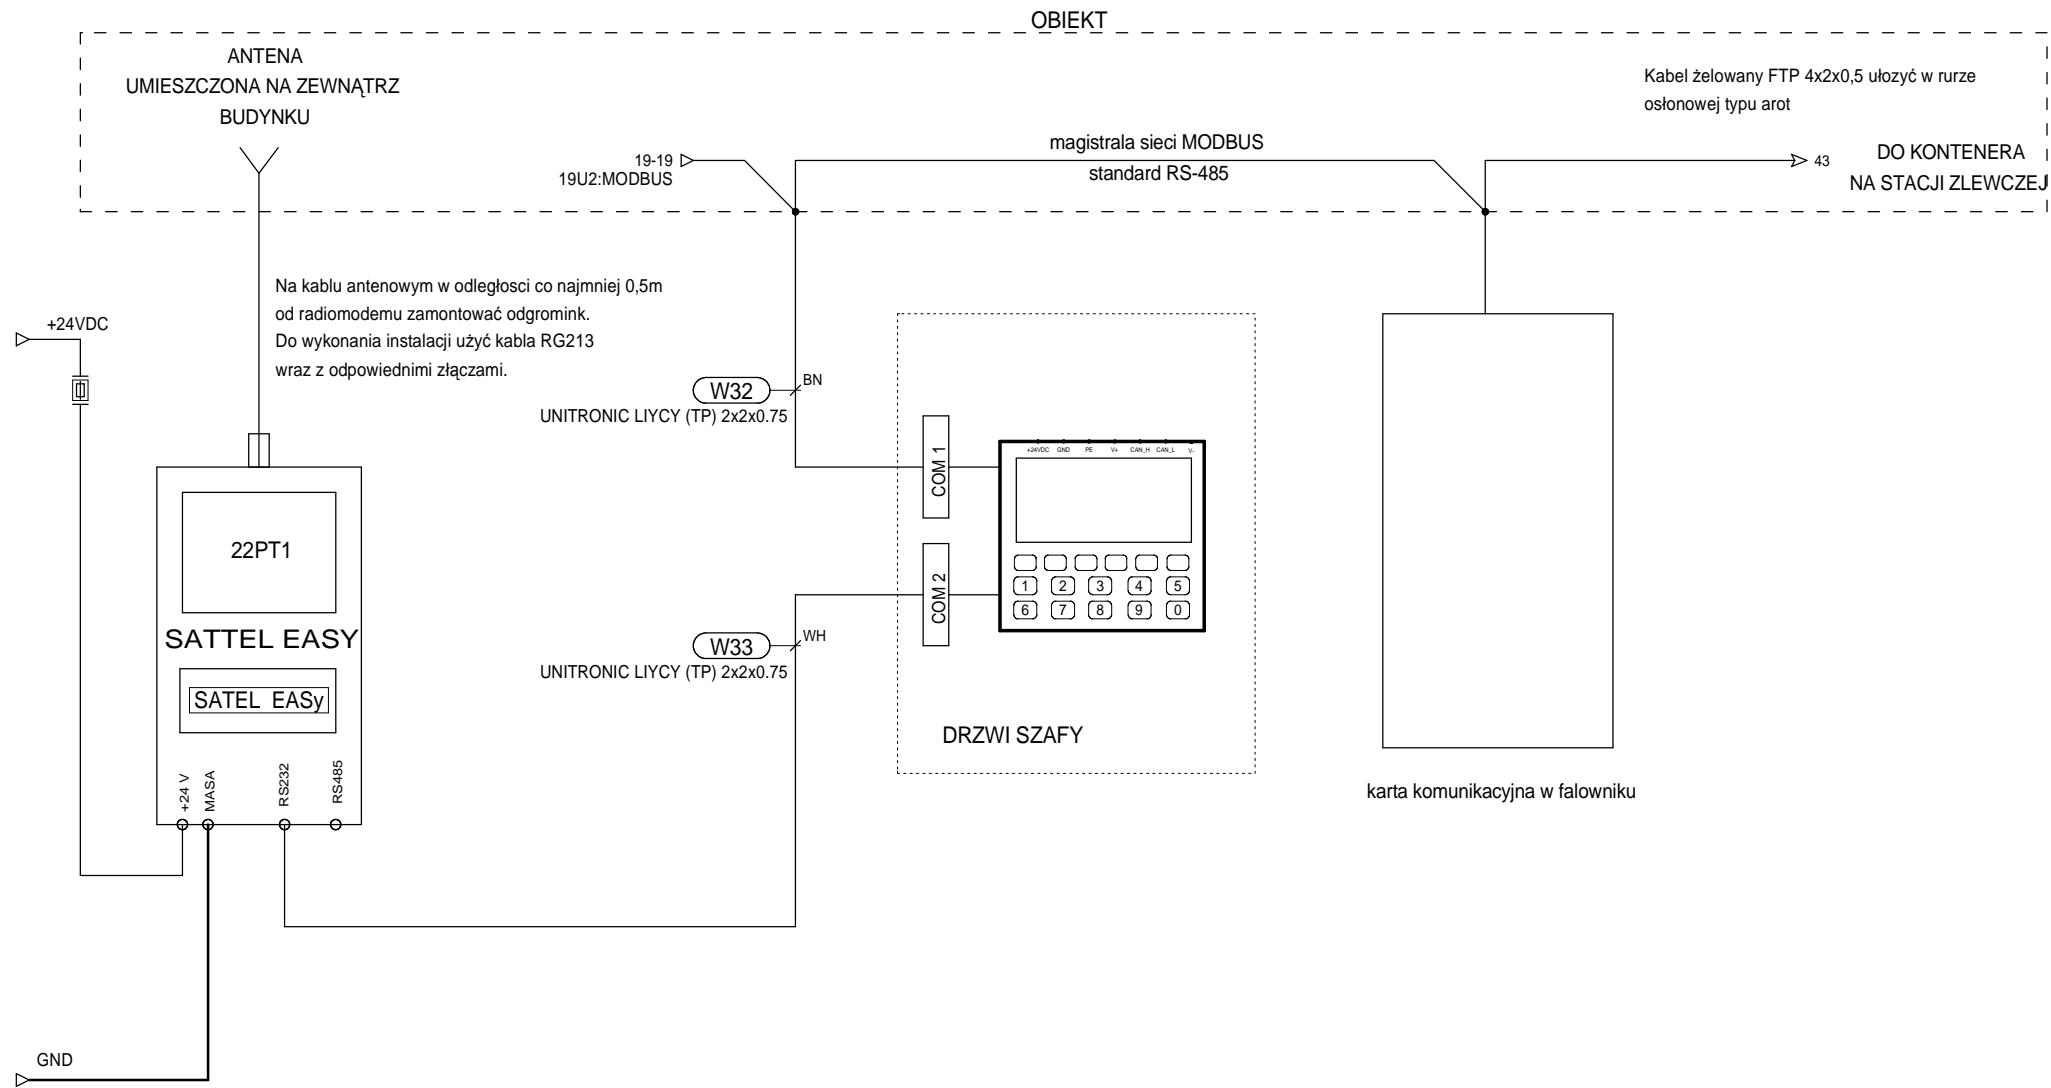 OBIEKT
ANTENA
UMIESZCZONA NA ZEWNĄTRZ
BUDYNKU
Kabel żelowany FTP 4x2x0,5 ułozyć w rurze
osłonowej typu arot
19-19
19U2:MODBUS
magistrala sieci MODBUS
standard RS-485
43
DO KONTENERA
NA STACJI ZLEWCZEJ
Na kablu antenowym w odległosci co najmniej 0,5m
od radiomodemu zamontować odgromink.
Do wykonania instalacji użyć kabla RG213
wraz z odpowiednimi złączami.
+24VDC
W32
BN
UNITRONIC LIYCY (TP) 2x2x0.75
COM 1
+24VDC GND PE V+ CAN_H CAN_L V-
22PT1
COM 2
1 2 3 4 5
6 7 8 9 0
SATTEL EASY
W33
WH
UNITRONIC LIYCY (TP) 2x2x0.75
SATEL EASy
DRZWI SZAFY
+24 V
MASA
RS232
RS485
karta komunikacyjna w falowniku
GND